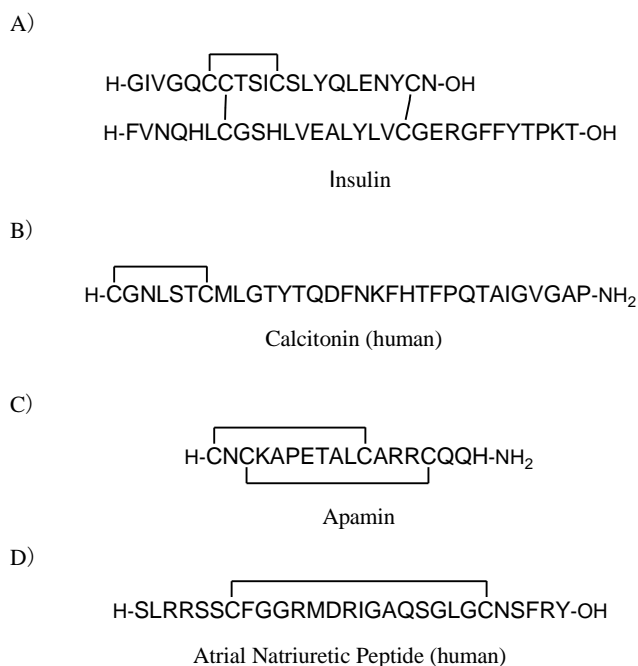 A)
H-GIVGQCCTSICSLYQLENYCN-OH
H-FVNQHLCGSHLVEALYLVCGERGFFYTPKT-OH
Insulin
B)
H-CGNLSTCMLGTYTQDFNKFHTFPQTAIGVGAP-NH2
Calcitonin (human)
C)
H-CNCKAPETALCARRCQQH-NH2
Apamin
D)
H-SLRRSSCFGGRMDRIGAQSGLGCNSFRY-OH
Atrial Natriuretic Peptide (human)